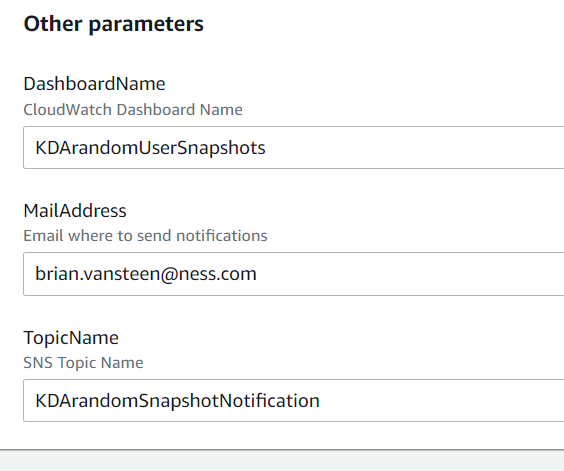 Other parameters
DashboardName
CloudWatch Dashboard Name
KDArandomUserSnapshots
MailAddress
Email where to send notifications
brian.vansteen@ness.com
TopicName
SNS Topic Name
KDArandomSnapshotNotification